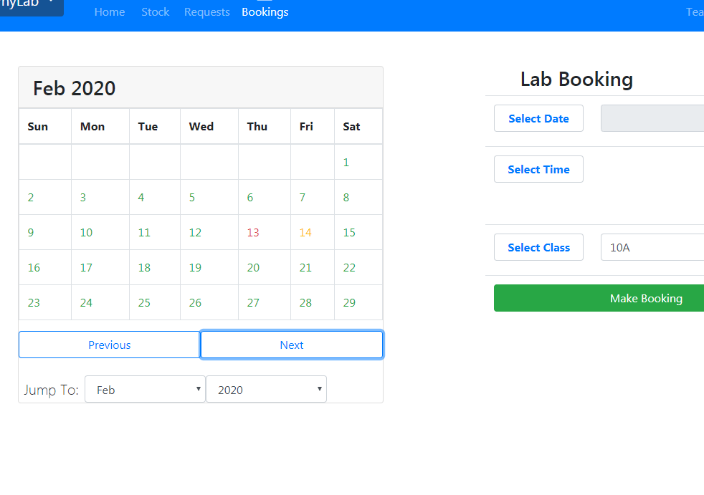 Home Stock Requests Bookings
Feb 2020
Sun Mon Tue Wed Thu Fri Sat
1
2 3 4 5 6 7 8
9 10 11 12 13 14 15
16 17 18 19 20 21 22
23 24 25 26 27 28 29
Previous Next
Jump To: Feb 2020
Lab Booking
Select Date
Select Time
Select Class 10A
Make Booking